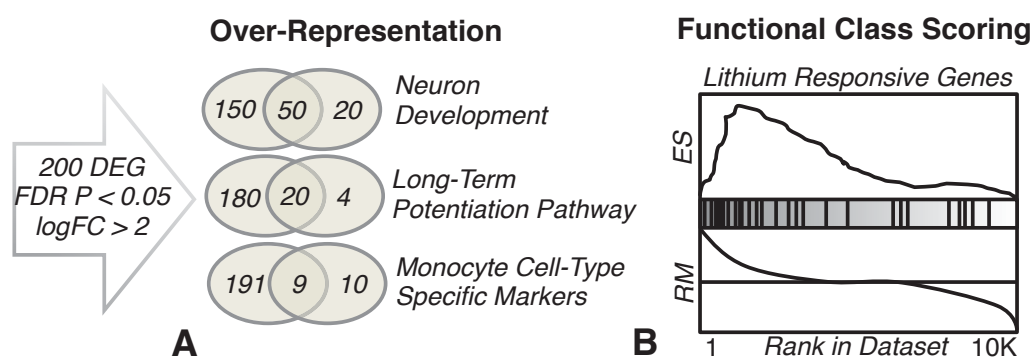 Over-Representation
200 DEG
FDR P < 0.05
logFC > 2
150 50 20
Neuron
Development
180 20 4
Long-Term
Potentiation Pathway
191 9 10
Monocyte Cell-Type
Specific Markers
A
Functional Class Scoring
Lithium Responsive Genes
ES
RM
1 Rank in Dataset 10K
B